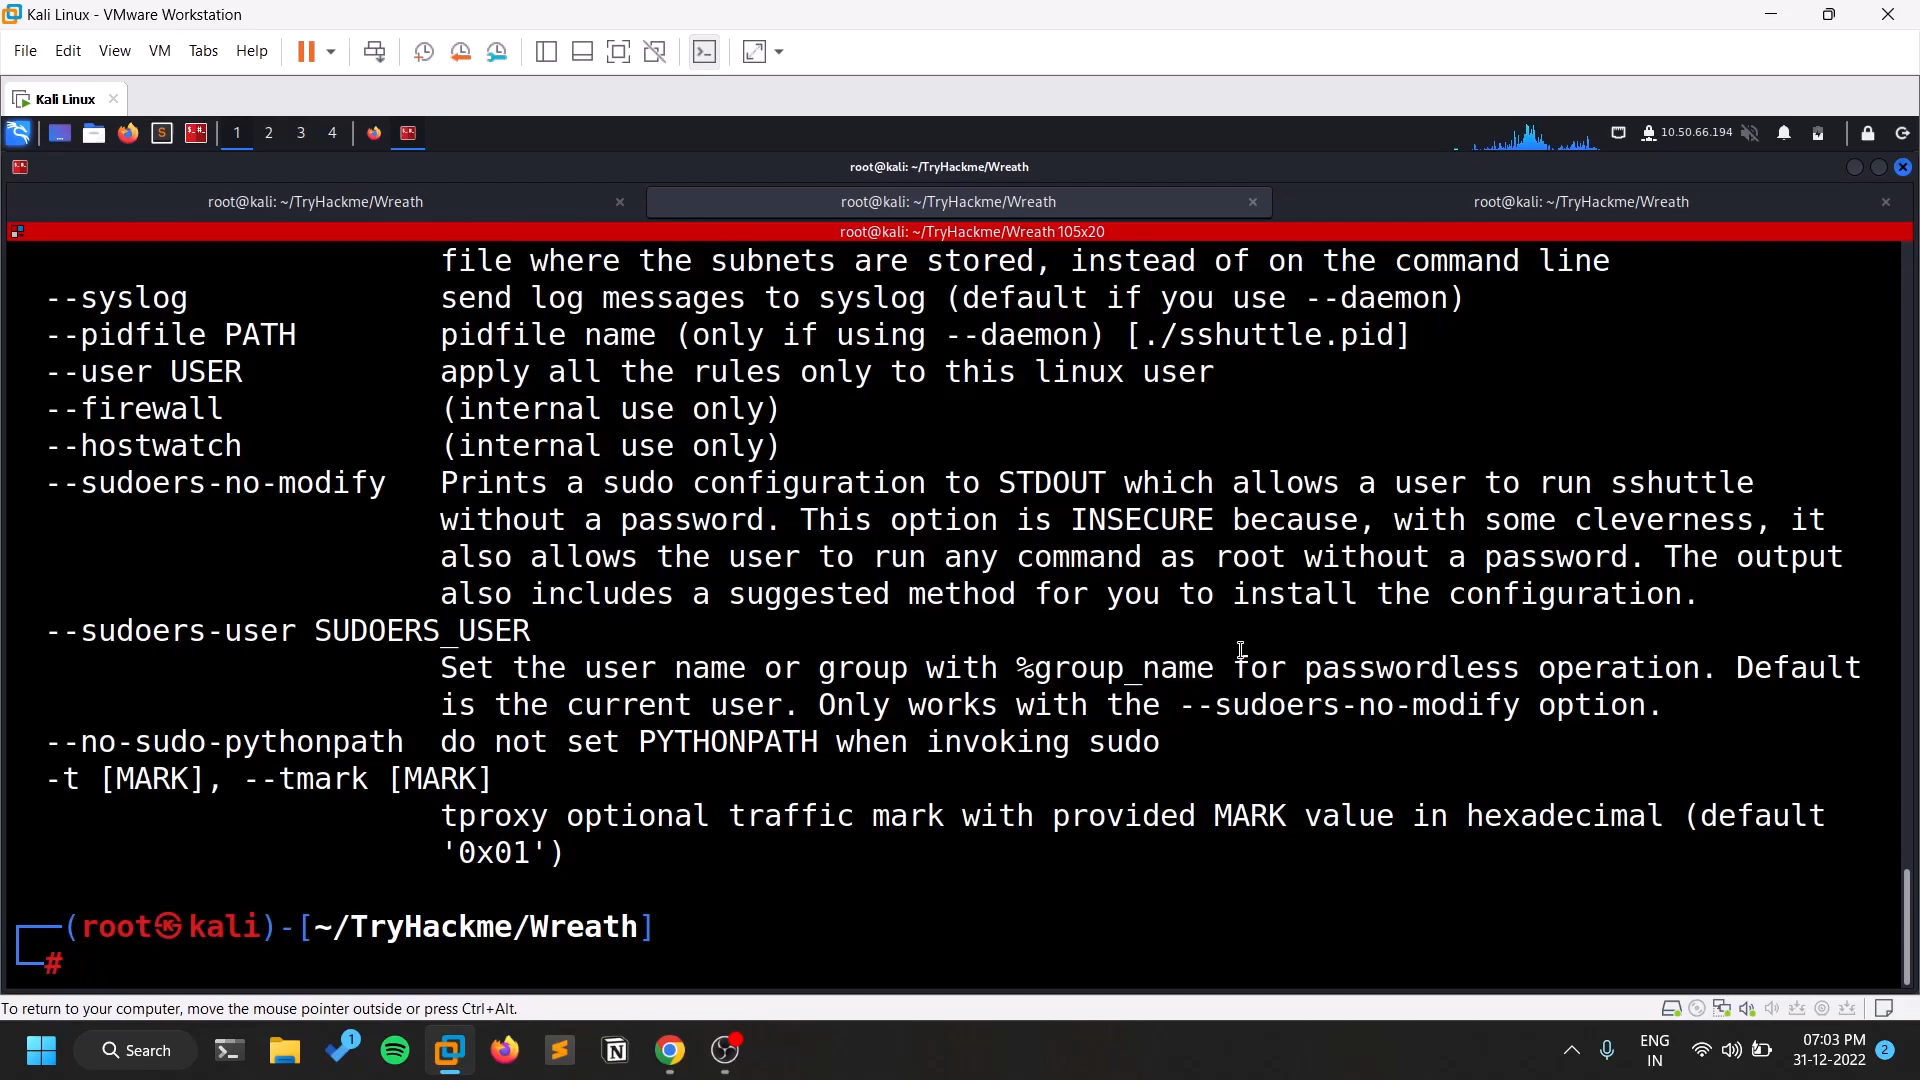 Kali Linux - VMware Workstation
File Edit View VM Tabs Help
Kali Linux
1 2 3 4 10.50.66.194
root@kali: ~/TryHackme/Wreath
root@kali: ~/TryHackme/Wreath root@kali: ~/TryHackme/Wreath root@kali: ~/TryHackme/Wreath
root@kali: ~/TryHackme/Wreath 105x20
file where the subnets are stored, instead of on the command line
--syslog send log messages to syslog (default if you use --daemon)
--pidfile PATH pidfile name (only if using --daemon) [./sshuttle.pid]
--user USER apply all the rules only to this linux user
--firewall (internal use only)
--hostwatch (internal use only)
--sudoers-no-modify Prints a sudo configuration to STDOUT which allows a user to run sshuttle
without a password. This option is INSECURE because, with some cleverness, it
also allows the user to run any command as root without a password. The output
also includes a suggested method for you to install the configuration.
--sudoers-user SUDOERS_USER
Set the user name or group with %group_name for passwordless operation. Default
is the current user. Only works with the --sudoers-no-modify option.
--no-sudo-pythonpath do not set PYTHONPATH when invoking sudo
-t [MARK], --tmark [MARK]
tproxy optional traffic mark with provided MARK value in hexadecimal (default
'0x01')
(root㉿kali)-[~/TryHackme/Wreath]
#
To return to your computer, move the mouse pointer outside or press Ctrl+Alt.
Search 1 ENG 07:03 PM
IN 31-12-2022 2